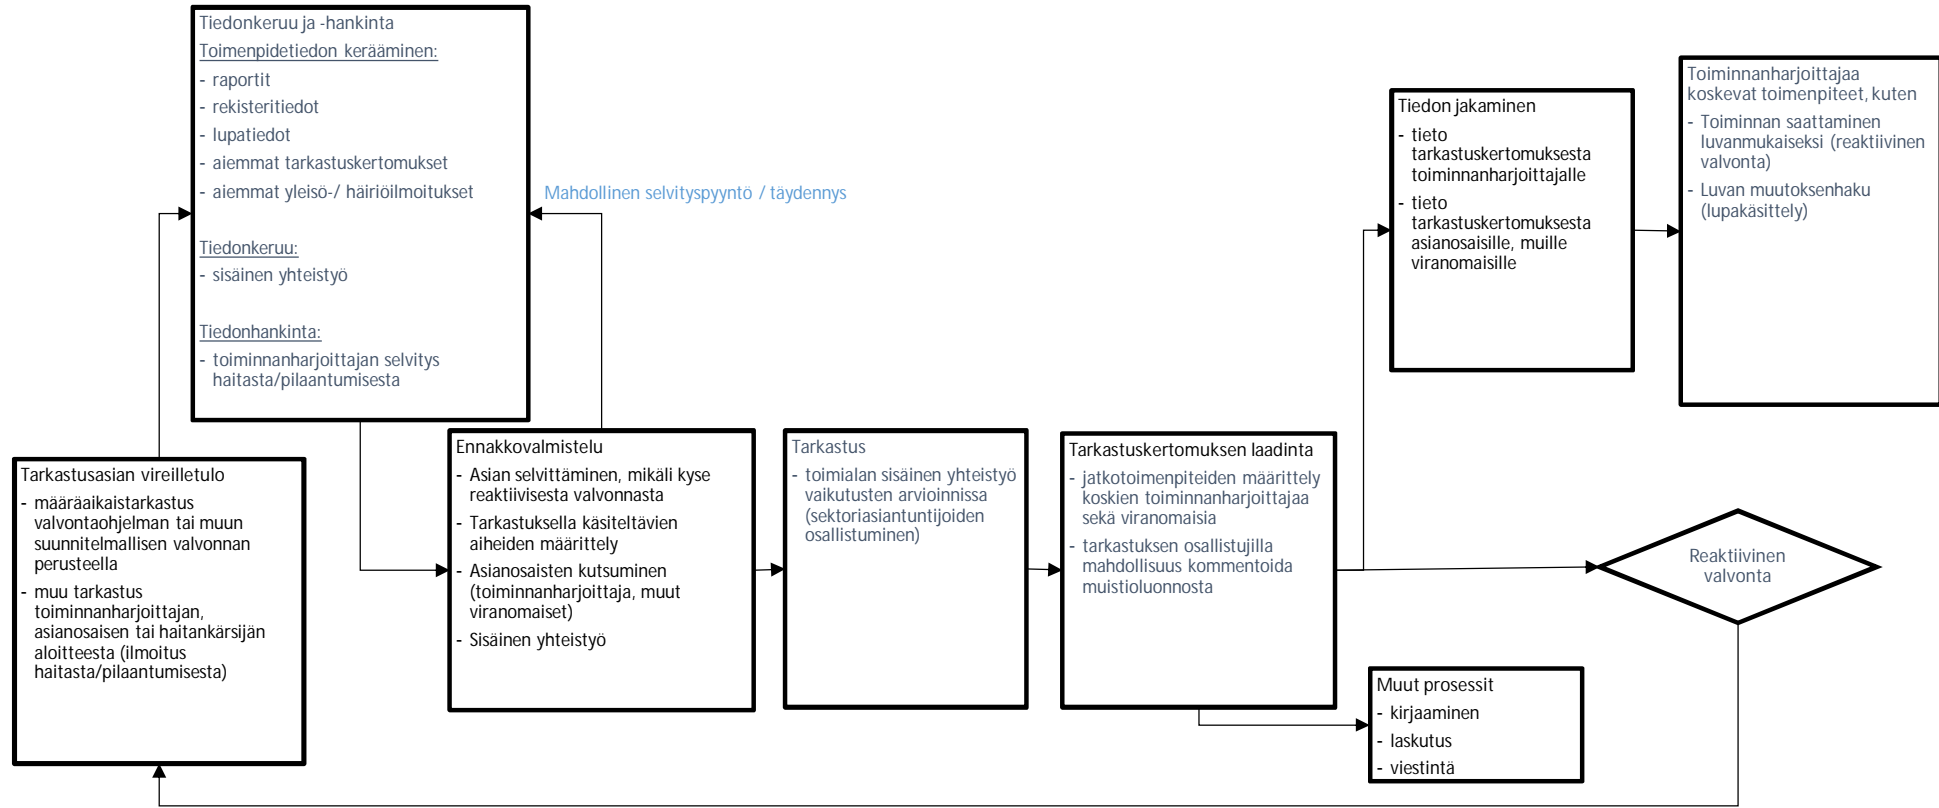 Tiedonkeruu ja -hankinta
Toimenpidetiedon kerääminen:
- raportit
- rekisteritiedot
- lupatiedot
- aiemmat tarkastuskertomukset
- aiemmat yleisö-/ häiriöilmoitukset
Tiedonkeruu:
- sisäinen yhteistyö
Tiedonhankinta:
- toiminnanharjoittajan selvitys
haitasta/pilaantumisesta
Mahdollinen selvityspyyntö / täydennys
Tarkastusasian vireilletulo
- määräaikaistarkastus
valvontaohjelman tai muun
suunnitelmallisen valvonnan
perusteella
- muu tarkastus
toiminnanharjoittajan,
asianosaisen tai haitankärsijän
aloitteesta (ilmoitus
haitasta/pilaantumisesta)
Ennakkovalmistelu
- Asian selvittäminen, mikäli kyse
reaktiivisesta valvonnasta
- Tarkastuksella käsiteltävien
aiheiden määrittely
- Asianosaisten kutsuminen
(toiminnanharjoittaja, muut
viranomaiset)
- Sisäinen yhteistyö
Tarkastus
- toimialan sisäinen yhteistyö
vaikutusten arvioinnissa
(sektoriasiantuntijoiden
osallistuminen)
Tarkastuskertomuksen laadinta
- jatkotoimenpiteiden määrittely
koskien toiminnanharjoittajaa
sekä viranomaisia
- tarkastuksen osallistujilla
mahdollisuus kommentoida
muistioluonnosta
Tiedon jakaminen
- tieto
tarkastuskertomuksesta
toiminnanharjoittajalle
- tieto
tarkastuskertomuksesta
asianosaisille, muille
viranomaisille
Toiminnanharjoittajaa
koskevat toimenpiteet, kuten
- Toiminnan saattaminen
luvanmukaiseksi (reaktiivinen
valvonta)
- Luvan muutoksenhaku
(lupakäsittely)
Reaktiivinen
valvonta
Muut prosessit
- kirjaaminen
- laskutus
- viestintä